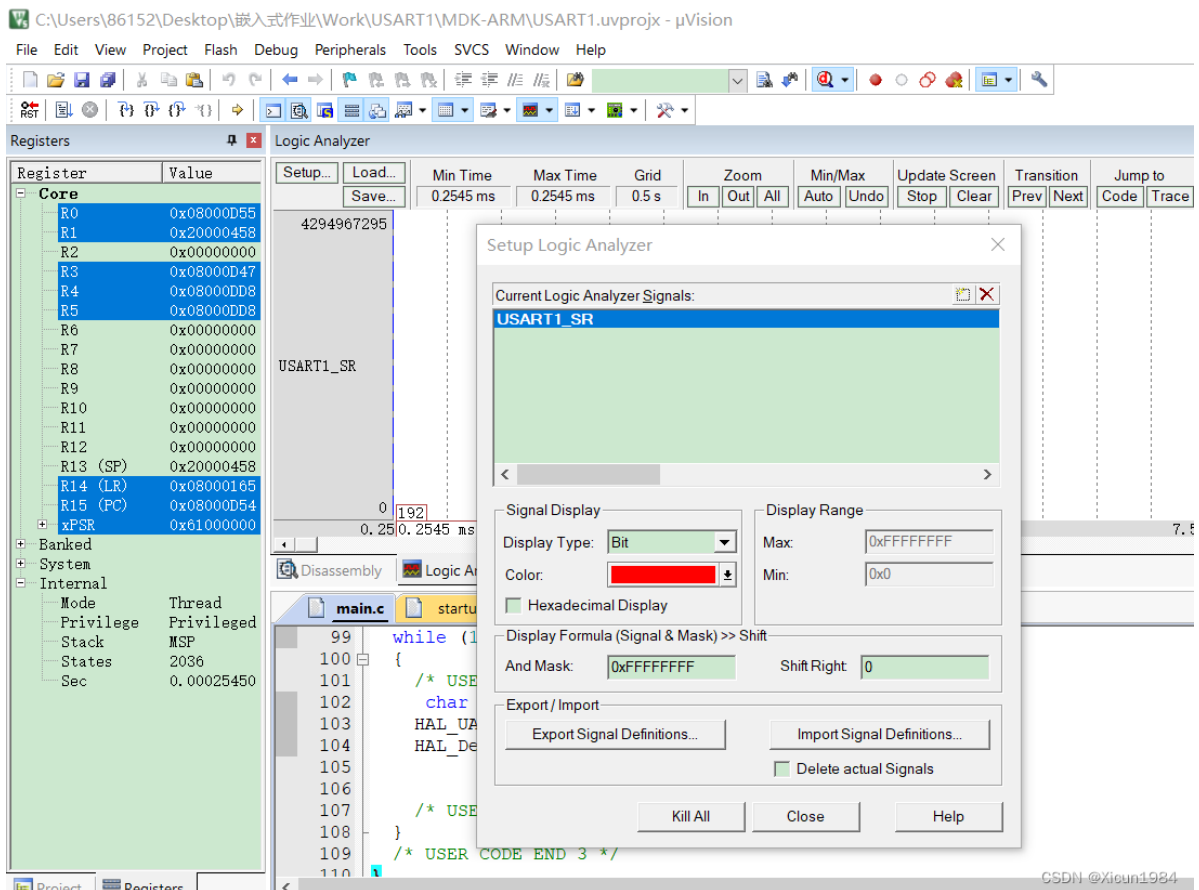 C:\Users\86152\Desktop\嵌入式作业\Work\USART1\MDK-ARM\USART1.uvprojx - µVision
File Edit View Project Flash Debug Peripherals Tools SVCS Window Help
Registers
Register Value
Core
R0 0x08000D55
R1 0x20000458
R2 0x00000000
R3 0x08000D47
R4 0x08000DD8
R5 0x08000DD8
R6 0x00000000
R7 0x00000000
R8 0x00000000
R9 0x00000000
R10 0x00000000
R11 0x00000000
R12 0x00000000
R13 (SP) 0x20000458
R14 (LR) 0x08000165
R15 (PC) 0x08000D54
xPSR 0x61000000
Banked
System
Internal
Mode Thread
Privilege Privileged
Stack MSP
States 2036
Sec 0.00025450
Project Registers
Logic Analyzer
Setup... Load... Min Time Max Time Grid Zoom Min/Max Update Screen Transition Jump to
Save... 0.2545 ms 0.2545 ms 0.5 s In Out All Auto Undo Stop Clear Prev Next Code Trace
4294967295
USART1_SR
0 192
0.25 0.2545 ms 7.5
Disassembly Logic An
main.c startu
99 while (1
100 {
101 /* USE
102 char
103 HAL_UA
104 HAL_De
105
106
107 /* USE
108 }
109 /* USER CODE END 3 */
110 }
Setup Logic Analyzer
Current Logic Analyzer Signals:
USART1_SR
Signal Display
Display Type: Bit
Color:
Hexadecimal Display
Display Range
Max: 0xFFFFFFFF
Min: 0x0
Display Formula (Signal & Mask) >> Shift
And Mask: 0xFFFFFFFF Shift Right: 0
Export / Import
Export Signal Definitions... Import Signal Definitions...
Delete actual Signals
Kill All Close Help
CSDN @Xicun1984